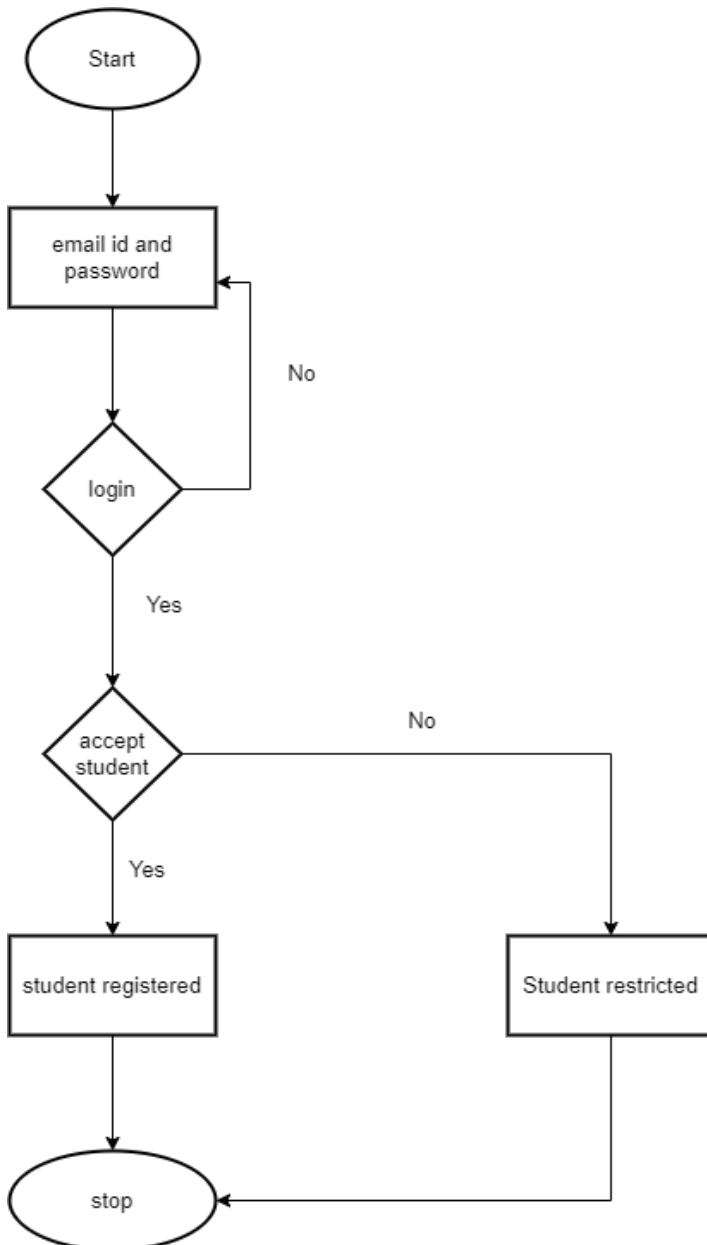 Start
email id and
password
No
login
Yes
No
accept
student
Yes
student registered
Student restricted
stop